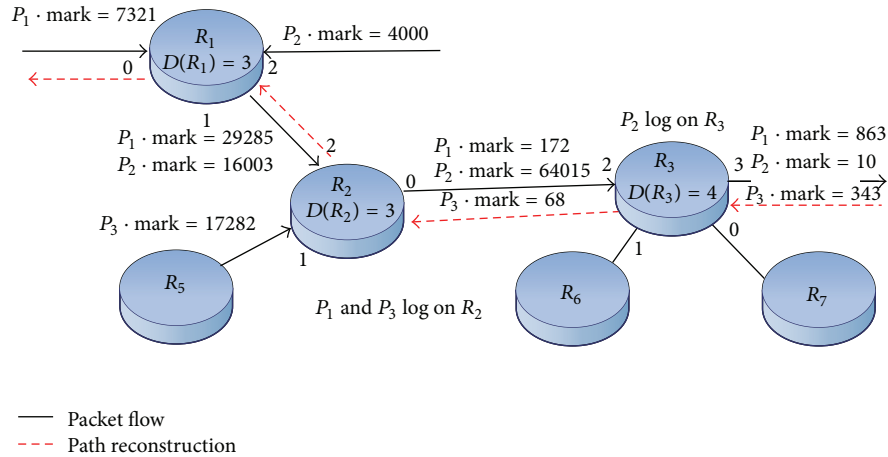 P₁ · mark = 7321
P₂ · mark = 4000
R₁
D(R₁) = 3
0
2
1
P₁ · mark = 29285
P₂ · mark = 16003
2
R₂
D(R₂) = 3
0
1
P₁ · mark = 172
P₂ · mark = 64015
P₃ · mark = 68
P₂ log on R₃
2
R₃
D(R₃) = 4
3
P₁ · mark = 863
P₂ · mark = 10
P₃ · mark = 343
0
1
P₃ · mark = 17282
R₅
P₁ and P₃ log on R₂
R₆
R₇
Packet flow
Path reconstruction